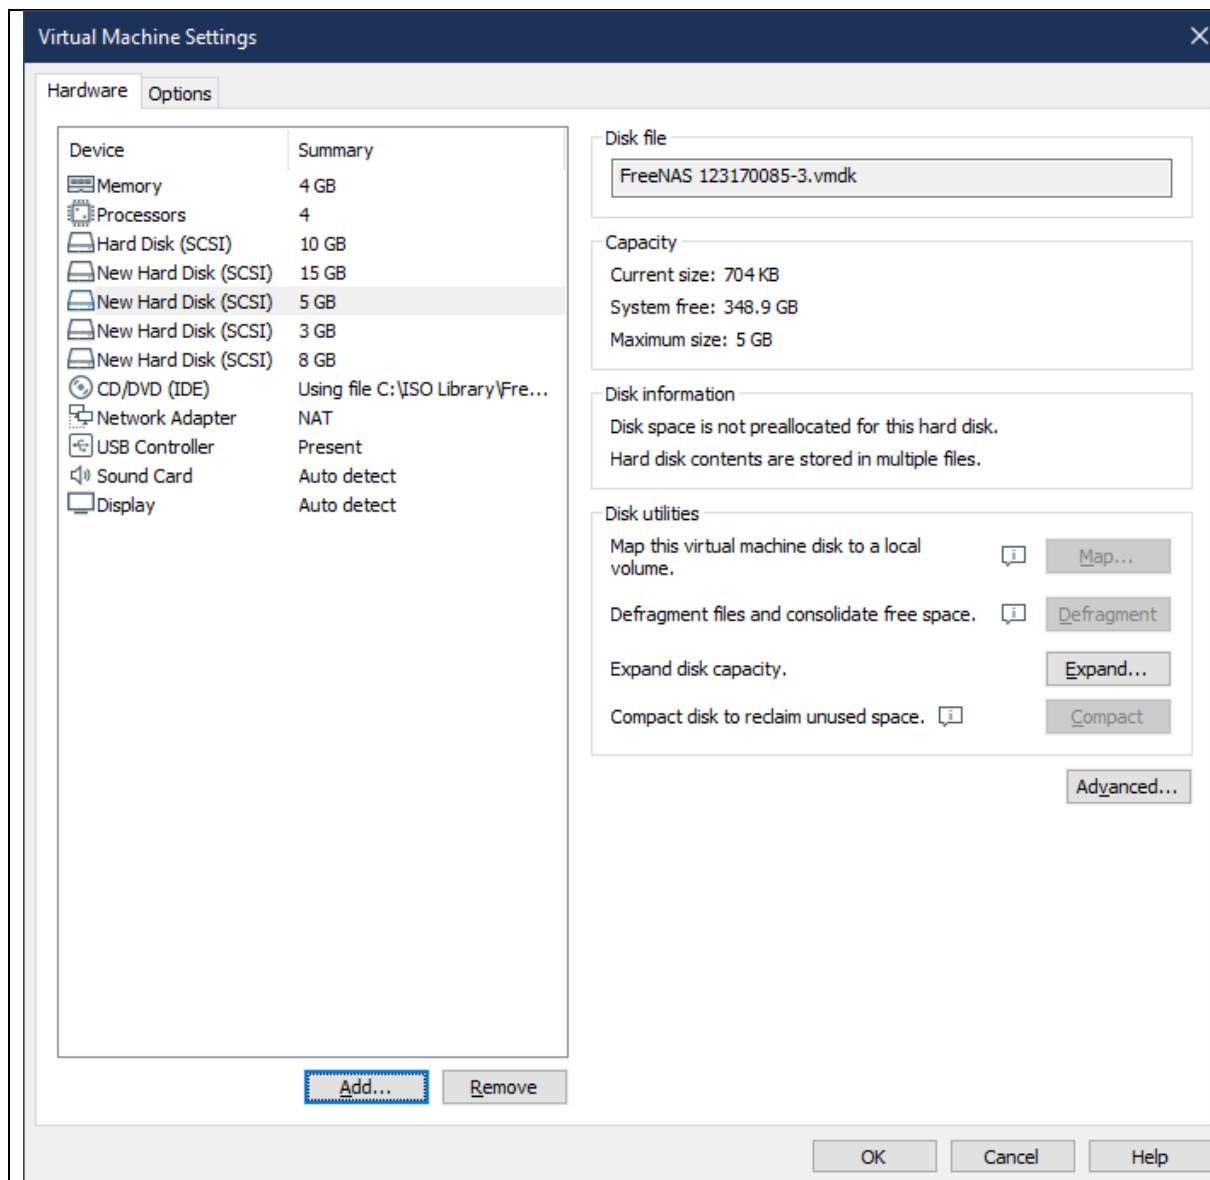 Virtual Machine Settings
Hardware
Options
Device Summary
Memory 4 GB
Processors 4
Hard Disk (SCSI) 10 GB
New Hard Disk (SCSI) 15 GB
New Hard Disk (SCSI) 5 GB
New Hard Disk (SCSI) 3 GB
New Hard Disk (SCSI) 8 GB
CD/DVD (IDE) Using file C:\ISO Library\Fre...
Network Adapter NAT
USB Controller Present
Sound Card Auto detect
Display Auto detect
Add...
Remove
Disk file
FreeNAS 123170085-3.vmdk
Capacity
Current size: 704 KB
System free: 348.9 GB
Maximum size: 5 GB
Disk information
Disk space is not preallocated for this hard disk.
Hard disk contents are stored in multiple files.
Disk utilities
Map this virtual machine disk to a local
volume.
Map...
Defragment files and consolidate free space.
Defragment
Expand disk capacity.
Expand...
Compact disk to reclaim unused space.
Compact
Advanced...
OK
Cancel
Help